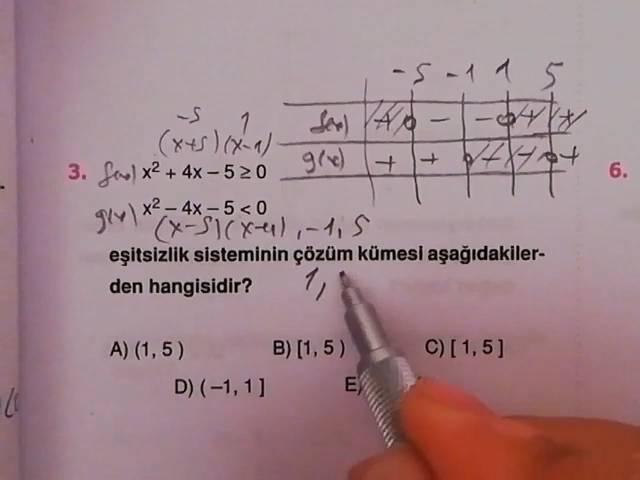 -5 -1 1 5
f(x) + - - + +
g(x) + + + + +
-5 1
(x+5)(x-1)
3. f(x) x² + 4x – 5 ≥ 0
6.
g(x) x² – 4x – 5 < 0
(x-5)(x+1), -1, 5
eşitsizlik sisteminin çözüm kümesi aşağıdakiler-
den hangisidir? 1,
A) (1, 5 ) B) [1, 5 ) C) [ 1, 5 ]
D) ( –1, 1 ]